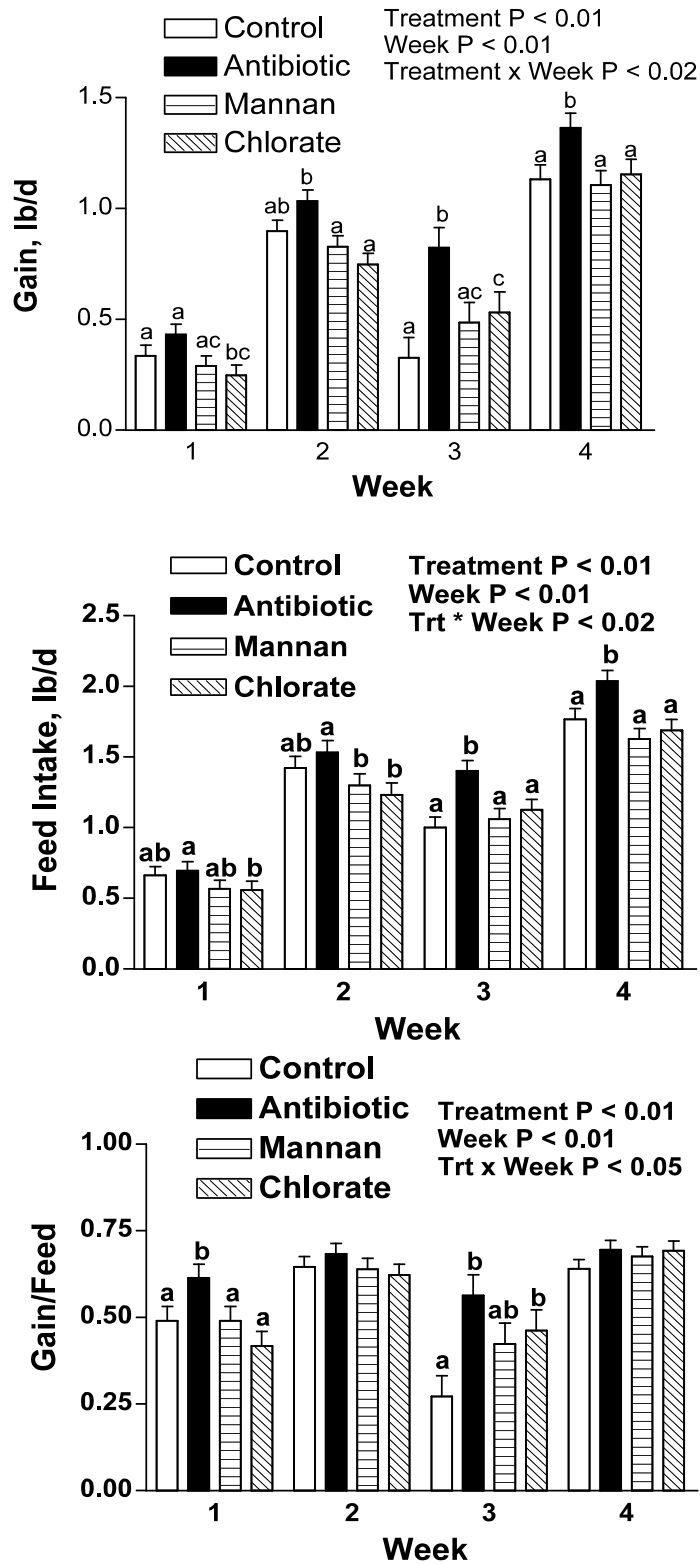 Control
Antibiotic
Mannan
Chlorate
Treatment P < 0.01
Week P < 0.01
Treatment x Week P < 0.02
Gain, lb/d
1.5
1.0
0.5
0.0
a a ac bc
ab b a a
a b ac c
a b a a
1 2 3 4
Week
Control
Antibiotic
Mannan
Chlorate
Treatment P < 0.01
Week P < 0.01
Trt * Week P < 0.02
Feed Intake, lb/d
2.5
2.0
1.5
1.0
0.5
0.0
ab a ab b
ab a b b
a b a a
a b a a
1 2 3 4
Week
Control
Antibiotic
Mannan
Chlorate
Treatment P < 0.01
Week P < 0.01
Trt x Week P < 0.05
Gain/Feed
1.00
0.75
0.50
0.25
0.00
a b a a
a b ab b
1 2 3 4
Week